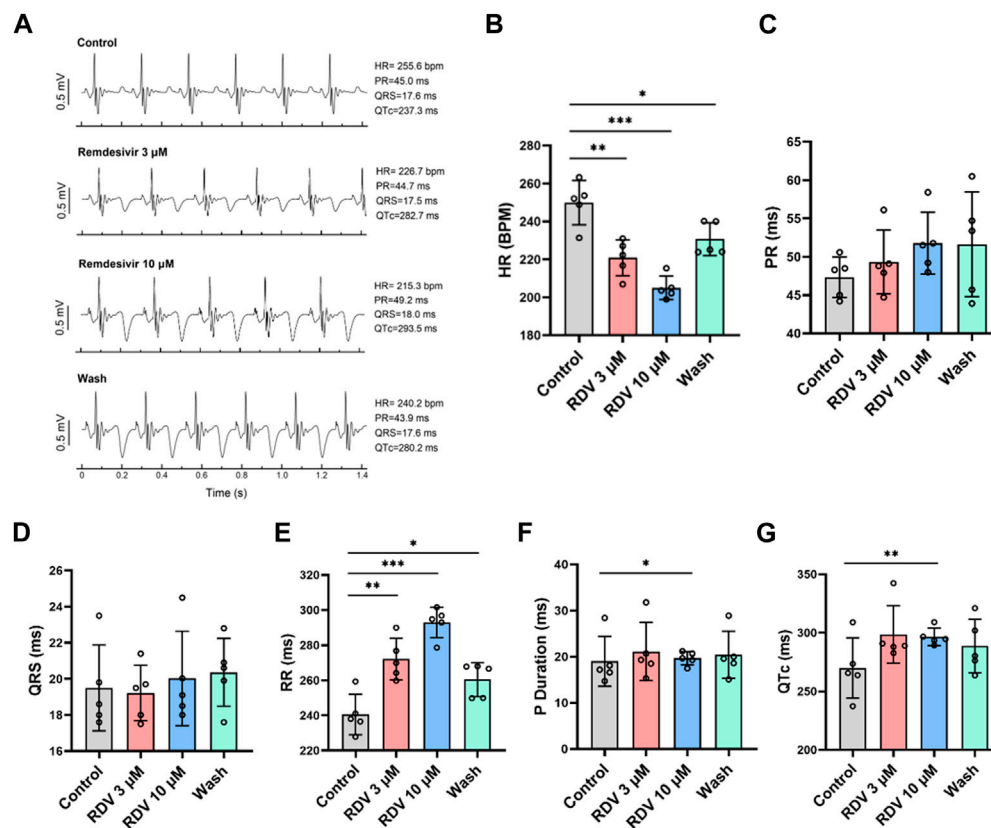 A
Control
0.5 mV
HR= 255.6 bpm
PR=45.0 ms
QRS=17.6 ms
QTc=237.3 ms
Remdesivir 3 µM
0.5 mV
HR= 226.7 bpm
PR=44.7 ms
QRS=17.5 ms
QTc=282.7 ms
Remdesivir 10 µM
0.5 mV
HR= 215.3 bpm
PR=49.2 ms
QRS=18.0 ms
QTc=293.5 ms
Wash
0.5 mV
HR= 240.2 bpm
PR=43.9 ms
QRS=17.6 ms
QTc=280.2 ms
0 0.2 0.4 0.6 0.8 1.0 1.2 1.4
Time (s)
B
HR (BPM)
280
260
240
220
200
180
*
***
**
Control
RDV 3 µM
RDV 10 µM
Wash
C
PR (ms)
65
60
55
50
45
40
Control
RDV 3 µM
RDV 10 µM
Wash
D
QRS (ms)
26
24
22
20
18
16
Control
RDV 3 µM
RDV 10 µM
Wash
E
RR (ms)
320
300
280
260
240
220
*
***
**
Control
RDV 3 µM
RDV 10 µM
Wash
F
P Duration (ms)
40
30
20
10
0
*
Control
RDV 3 µM
RDV 10 µM
Wash
G
QTc (ms)
350
300
250
200
**
Control
RDV 3 µM
RDV 10 µM
Wash